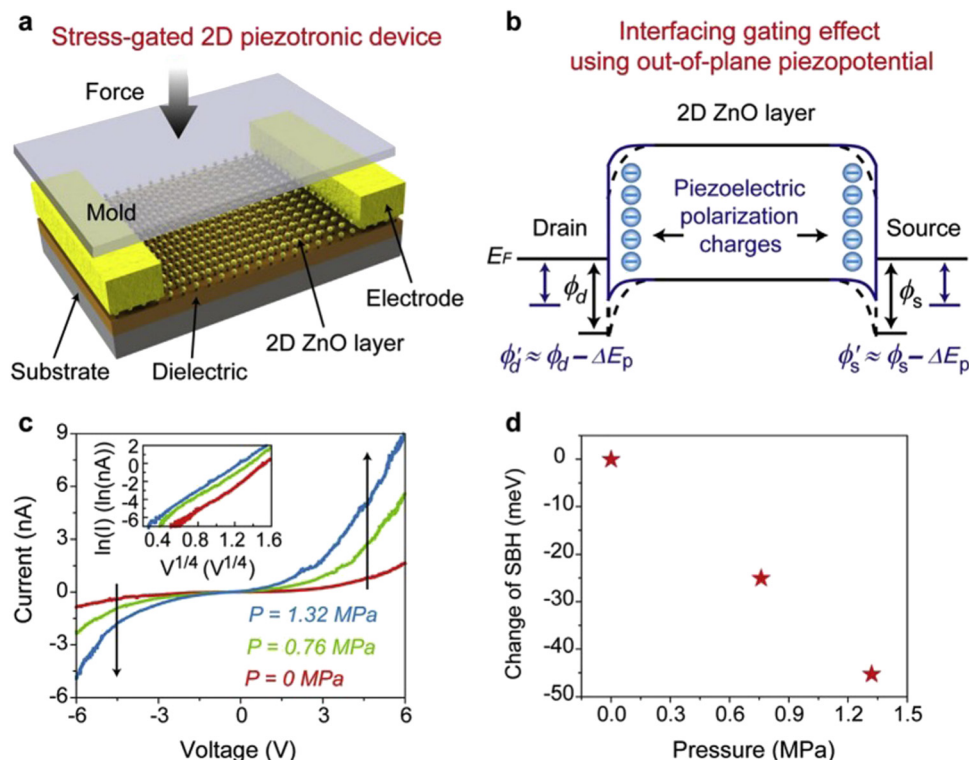 a
Stress-gated 2D piezotronic device
Force
Mold
Electrode
2D ZnO layer
Substrate
Dielectric
b
Interfacing gating effect
using out-of-plane piezopotential
2D ZnO layer
Piezoelectric
polarization
charges
Drain
Source
EF
ϕd
ϕs
ϕ′d ≈ ϕd − ΔEp
ϕ′s ≈ ϕs − ΔEp
c
9
6
3
0
-3
-6
Current (nA)
2
0
-2
-4
-6
ln(I) (ln(nA))
0.4 0.8 1.2 1.6
V1/4 (V1/4)
P = 1.32 MPa
P = 0.76 MPa
P = 0 MPa
-6 -3 0 3 6
Voltage (V)
d
0
-10
-20
-30
-40
-50
Change of SBH (meV)
0.0 0.3 0.6 0.9 1.2 1.5
Pressure (MPa)